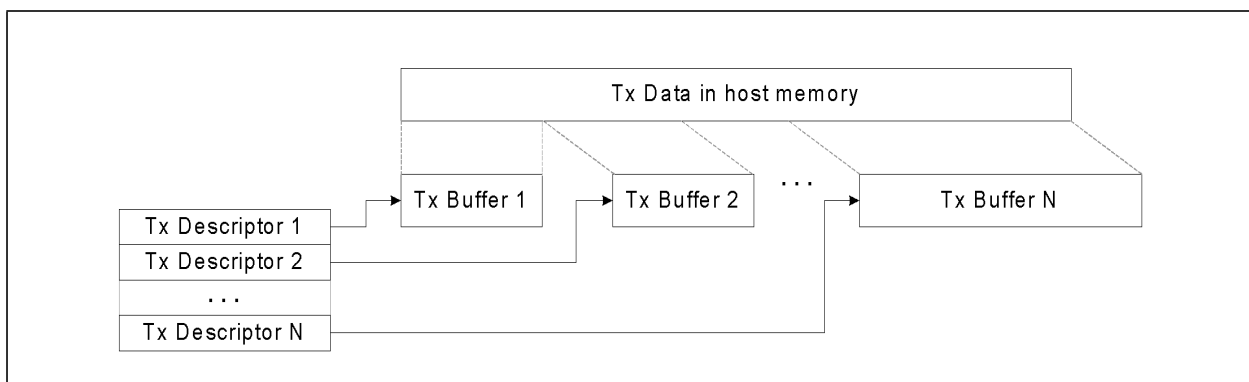 Tx Data in host memory
Tx Buffer 1
Tx Buffer 2
...
Tx Buffer N
Tx Descriptor 1
Tx Descriptor 2
...
Tx Descriptor N